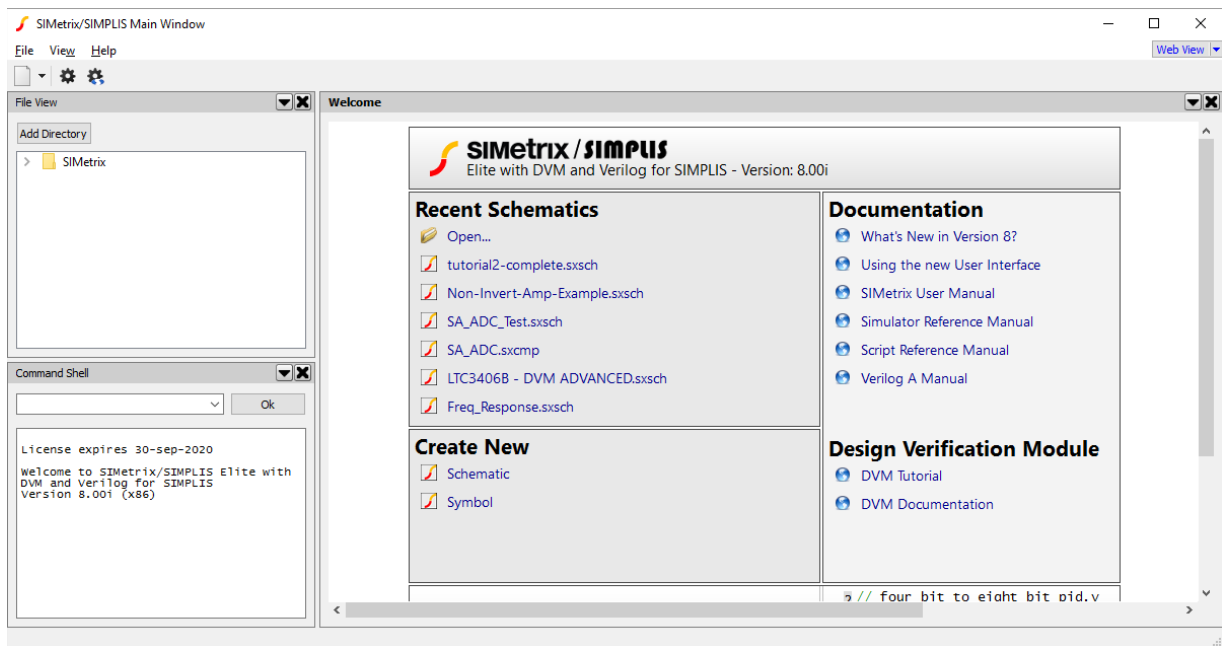 SIMetrix/SIMPLIS Main Window
File View Help
Web View
File View
Add Directory
SIMetrix
Command Shell
Ok
License expires 30-sep-2020
Welcome to SIMetrix/SIMPLIS Elite with
DVM and Verilog for SIMPLIS
Version 8.00i (x86)
Welcome
SIMetrix / SIMPLIS
Elite with DVM and Verilog for SIMPLIS - Version: 8.00i
Recent Schematics
Open...
tutorial2-complete.sxsch
Non-Invert-Amp-Example.sxsch
SA_ADC_Test.sxsch
SA_ADC.sxcmp
LTC3406B - DVM ADVANCED.sxsch
Freq_Response.sxsch
Create New
Schematic
Symbol
Documentation
What's New in Version 8?
Using the new User Interface
SIMetrix User Manual
Simulator Reference Manual
Script Reference Manual
Verilog A Manual
Design Verification Module
DVM Tutorial
DVM Documentation
2 // four bit to eight bit pid.v